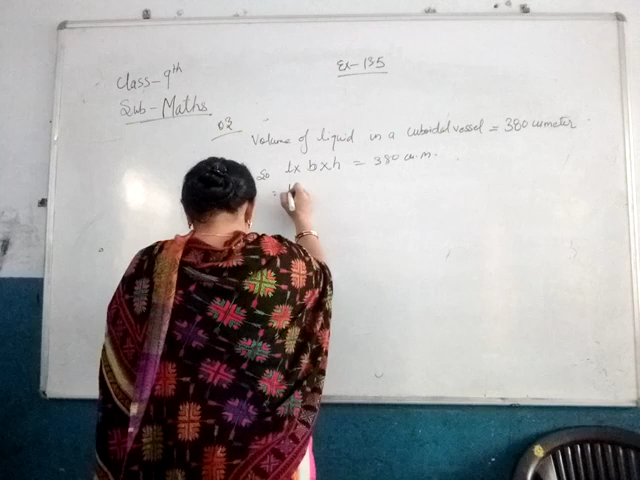 Class-9th
Ex-13.5
Sub-Maths
Q3
Volume of liquid in a cuboidal vessel = 380 cu meter
So l x b x h = 380 cu.m.
=